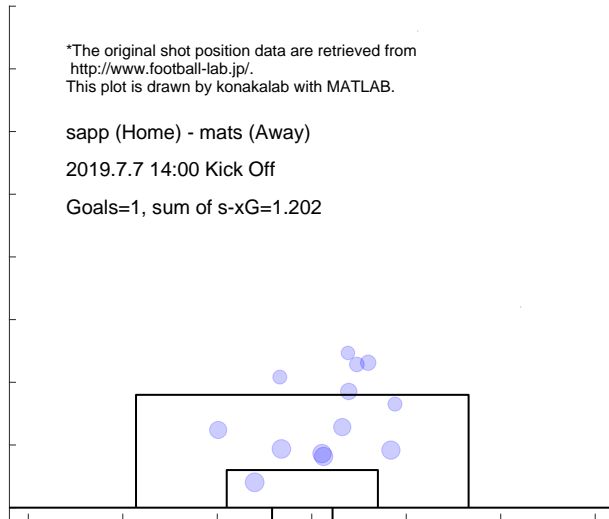 *The original shot position data are retrieved from
http://www.football-lab.jp/.
This plot is drawn by konakalab with MATLAB.
sapp (Home) - mats (Away)
2019.7.7 14:00 Kick Off
Goals=1, sum of s-xG=1.202